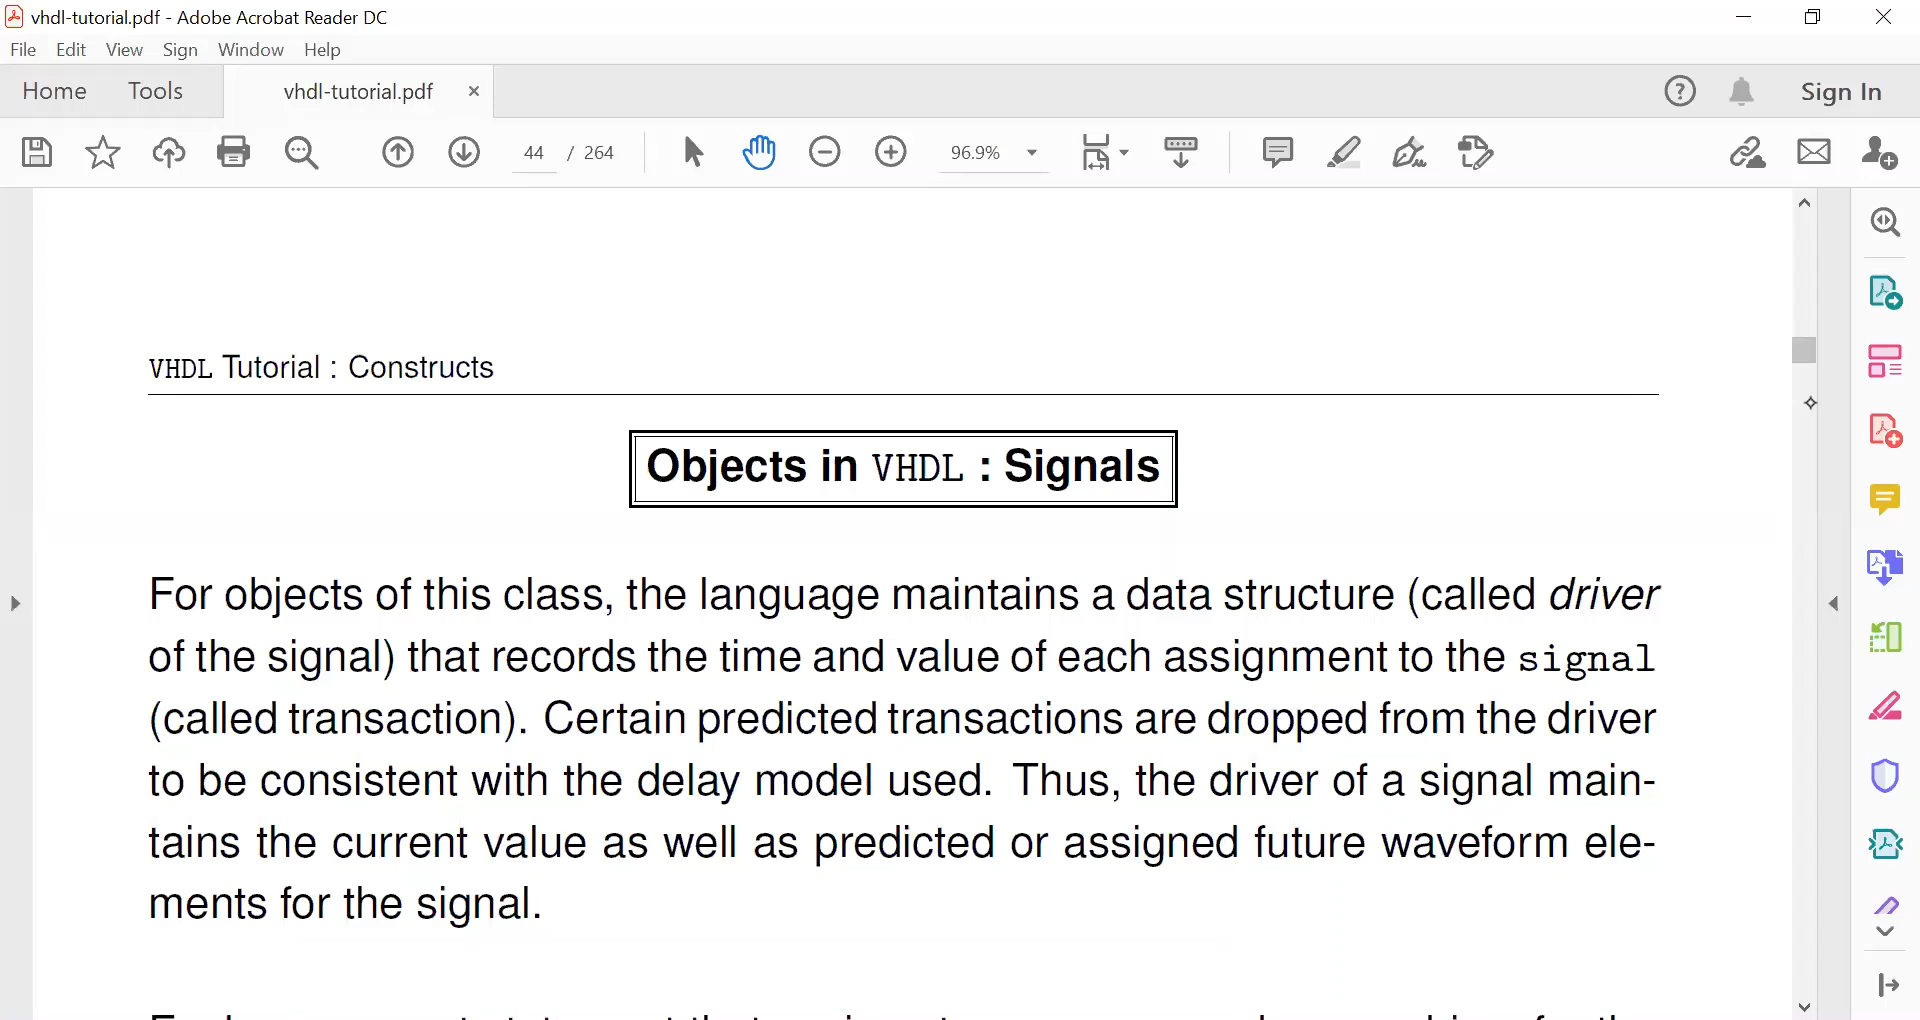 vhdl-tutorial.pdf - Adobe Acrobat Reader DC
File Edit View Sign Window Help
Home Tools vhdl-tutorial.pdf × Sign In
44 / 264 96.9%
VHDL Tutorial : Constructs
Objects in VHDL : Signals
For objects of this class, the language maintains a data structure (called driver
of the signal) that records the time and value of each assignment to the signal
(called transaction). Certain predicted transactions are dropped from the driver
to be consistent with the delay model used. Thus, the driver of a signal main-
tains the current value as well as predicted or assigned future waveform ele-
ments for the signal.